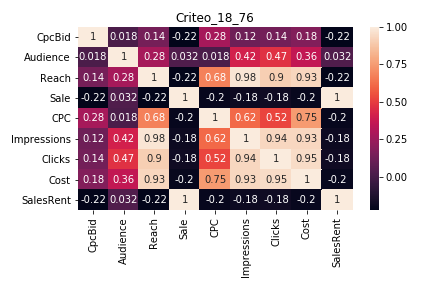 Criteo_18_76
CpcBid 1 0.018 0.14 -0.22 0.28 0.12 0.14 0.18 -0.22 1.00
Audience 0.018 1 0.28 0.032 0.018 0.42 0.47 0.36 0.032
Reach 0.14 0.28 1 -0.22 0.68 0.98 0.9 0.93 -0.22 0.75
Sale -0.22 0.032 -0.22 1 -0.2 -0.18 -0.18 -0.2 1
CPC 0.28 0.018 0.68 -0.2 1 0.62 0.52 0.75 -0.2 0.50
Impressions 0.12 0.42 0.98 -0.18 0.62 1 0.94 0.93 -0.18
Clicks 0.14 0.47 0.9 -0.18 0.52 0.94 1 0.95 -0.18 0.25
Cost 0.18 0.36 0.93 -0.2 0.75 0.93 0.95 1 -0.2 0.00
SalesRent -0.22 0.032 -0.22 1 -0.2 -0.18 -0.18 -0.2 1
CpcBid Audience Reach Sale CPC Impressions Clicks Cost SalesRent